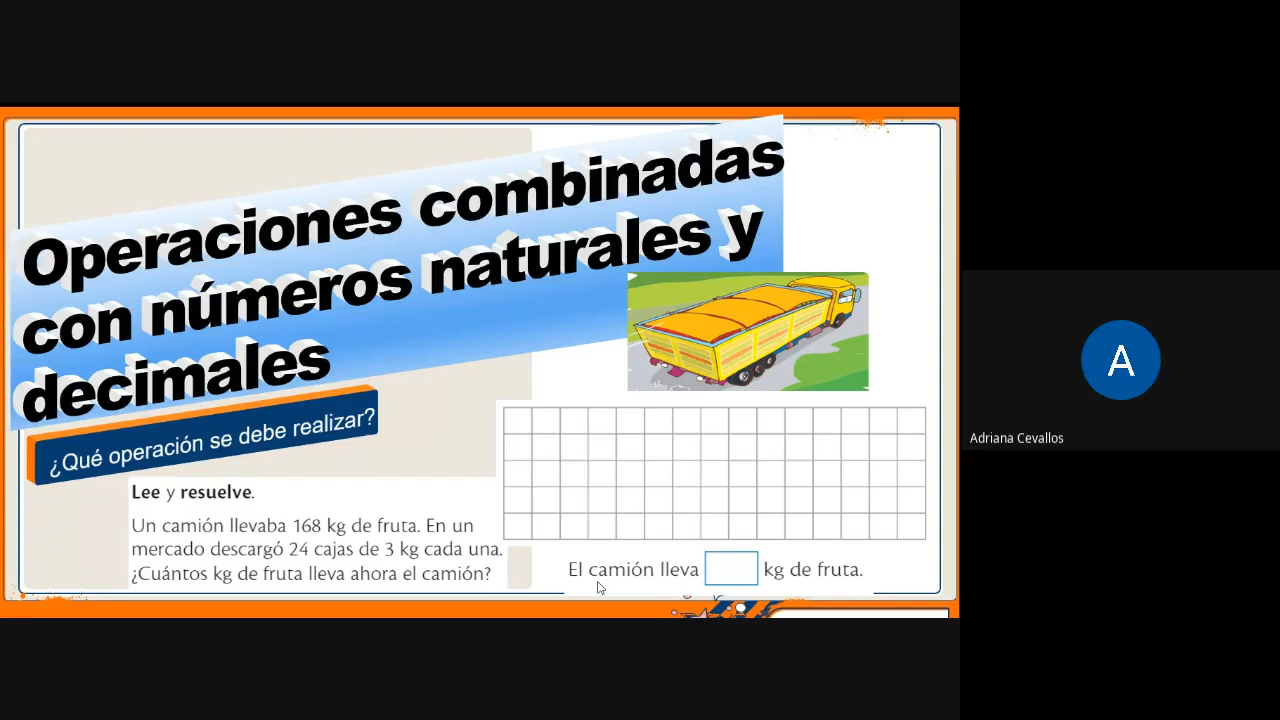 Operaciones combinadas
con números naturales y
decimales
¿Qué operación se debe realizar?
Lee y resuelve.
Un camión llevaba 168 kg de fruta. En un
mercado descargó 24 cajas de 3 kg cada una.
¿Cuántos kg de fruta lleva ahora el camión?
El camión lleva kg de fruta.
A
Adriana Cevallos